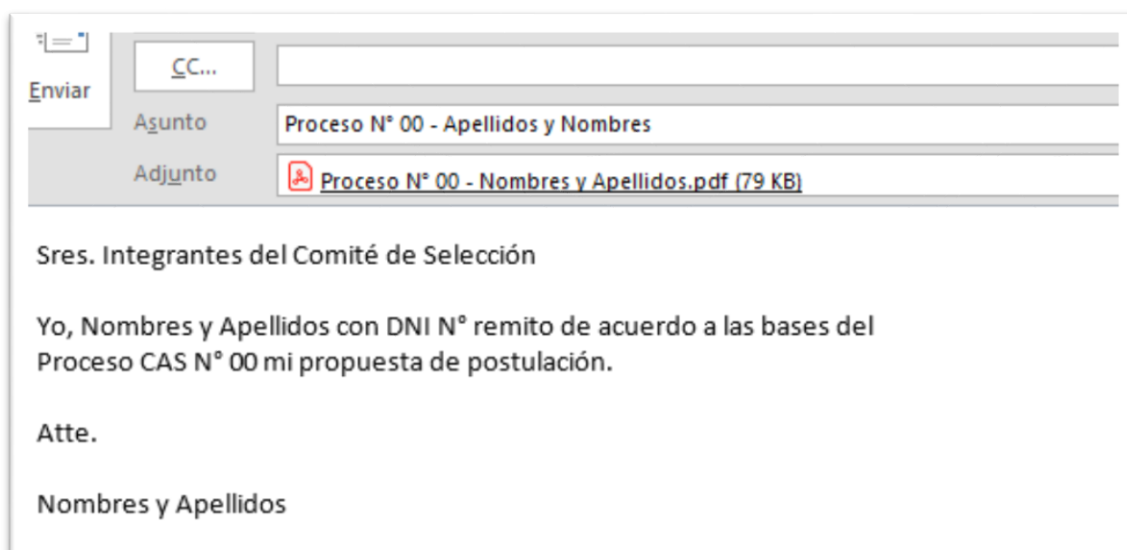 CC...
Enviar
Asunto
Proceso N° 00 - Apellidos y Nombres
Adjunto
Proceso N° 00 - Nombres y Apellidos.pdf (79 KB)
Sres. Integrantes del Comité de Selección
Yo, Nombres y Apellidos con DNI N° remito de acuerdo a las bases del
Proceso CAS N° 00 mi propuesta de postulación.
Atte.
Nombres y Apellidos